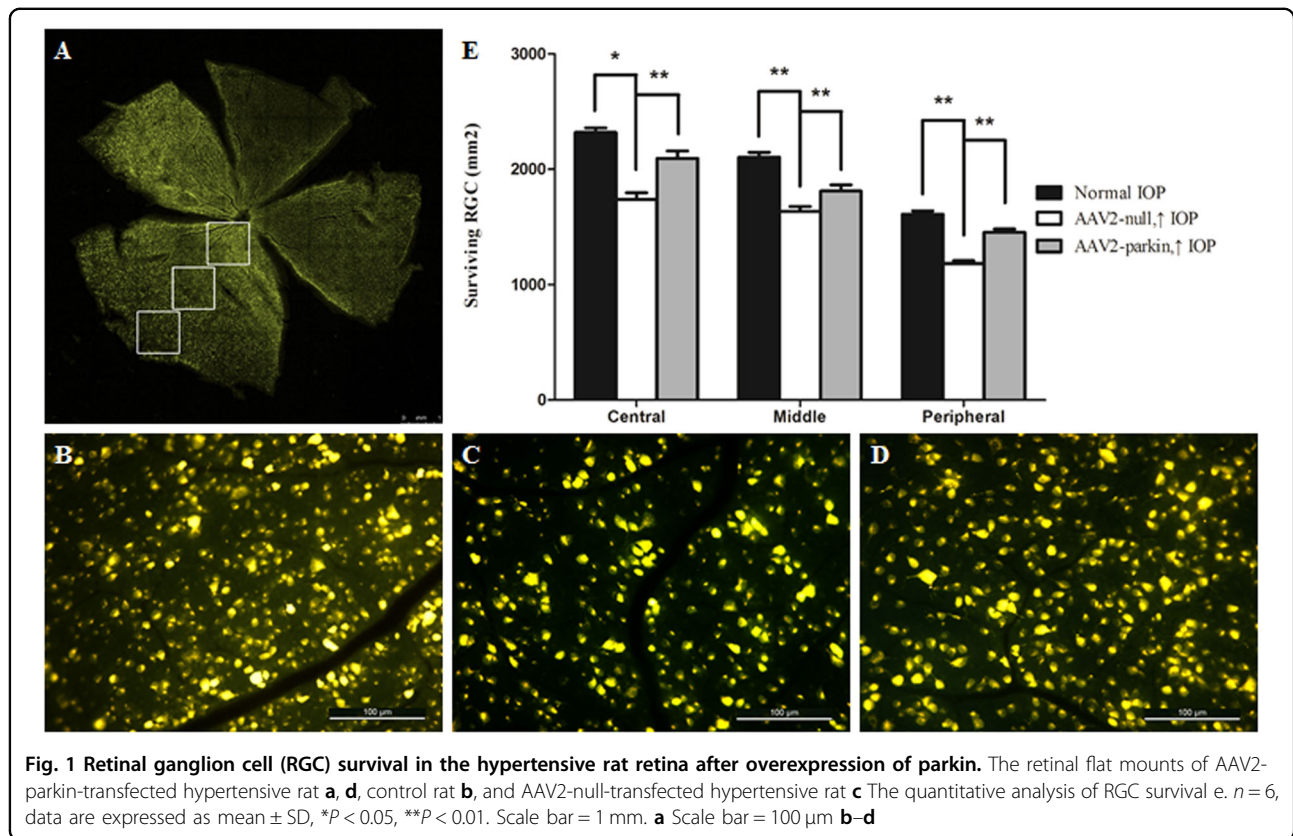 A
E
3000
2000
1000
0
Surviving RGC (mm2)
*
**
**
**
**
**
Central
Middle
Peripheral
Normal IOP
AAV2-null,↑ IOP
AAV2-parkin,↑ IOP
B
100 µm
C
100 µm
D
100 µm
Fig. 1 Retinal ganglion cell (RGC) survival in the hypertensive rat retina after overexpression of parkin. The retinal flat mounts of AAV2-
parkin-transfected hypertensive rat a, d, control rat b, and AAV2-null-transfected hypertensive rat c The quantitative analysis of RGC survival e. n = 6,
data are expressed as mean ± SD, *P < 0.05, **P < 0.01. Scale bar = 1 mm. a Scale bar = 100 µm b–d